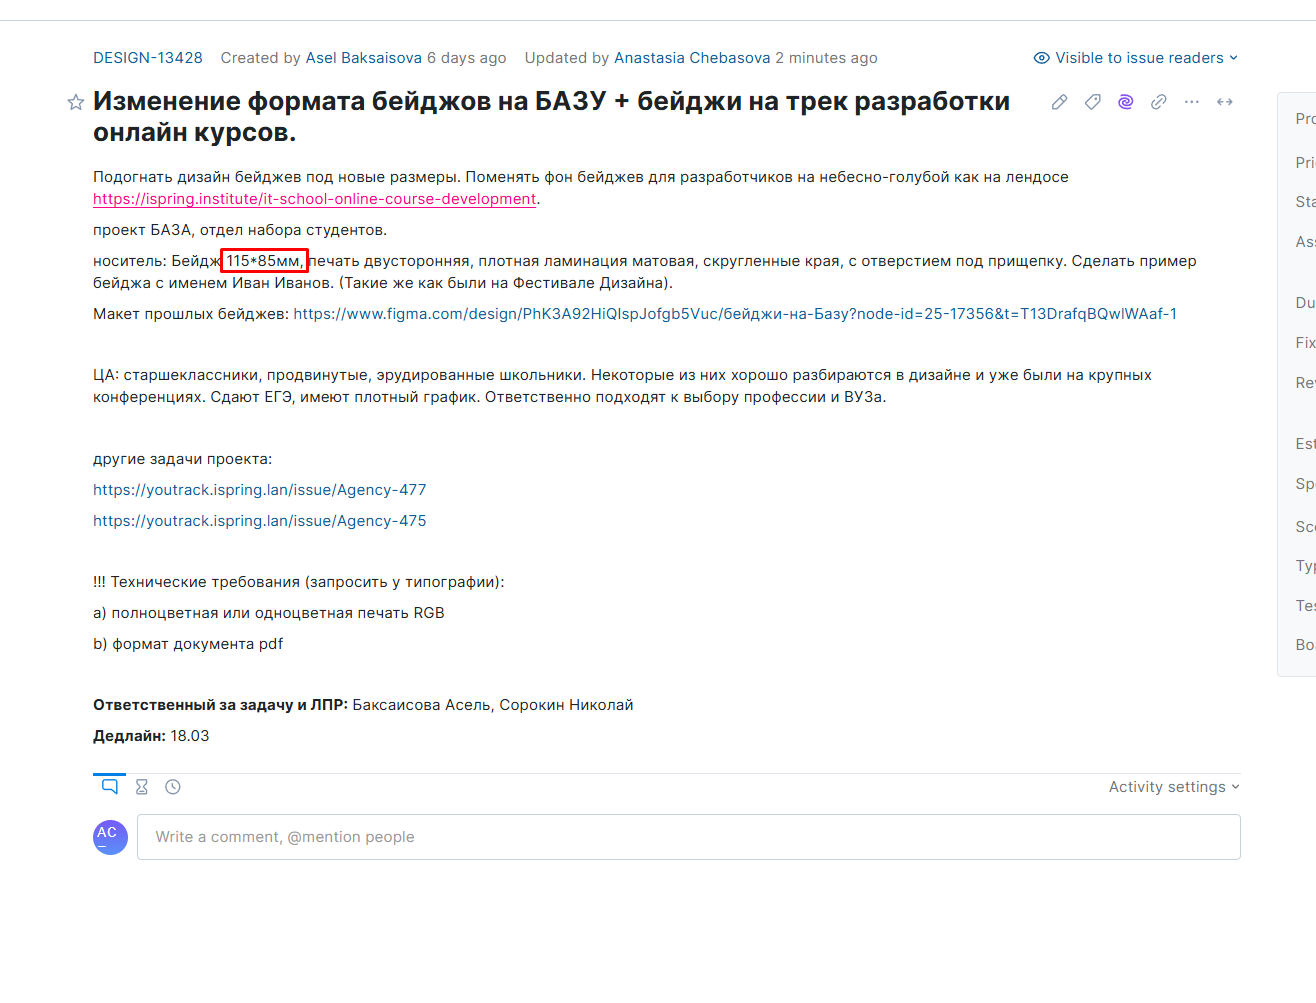 DESIGN-13428 Created by Asel Baksaisova 6 days ago Updated by Anastasia Chebasova 2 minutes ago Visible to issue readers
Изменение формата бейджов на БАЗУ + бейджи на трек разработки
онлайн курсов.
Подогнать дизайн бейджев под новые размеры. Поменять фон бейджев для разработчиков на небесно-голубой как на лендосе
https://ispring.institute/it-school-online-course-development.
проект БАЗА, отдел набора студентов.
носитель: Бейдж 115*85мм, печать двусторонняя, плотная ламинация матовая, скругленные края, с отверстием под прищепку. Сделать пример
бейджа с именем Иван Иванов. (Такие же как были на Фестивале Дизайна).
Макет прошлых бейджев: https://www.figma.com/design/PhK3A92HiQIspJofgb5Vuc/бейджи-на-Базу?node-id=25-17356&t=T13DrafqBQwlWAaf-1
ЦА: старшеклассники, продвинутые, эрудированные школьники. Некоторые из них хорошо разбираются в дизайне и уже были на крупных
конференциях. Сдают ЕГЭ, имеют плотный график. Ответственно подходят к выбору профессии и ВУЗа.
другие задачи проекта:
https://youtrack.ispring.lan/issue/Agency-477
https://youtrack.ispring.lan/issue/Agency-475
!!! Технические требования (запросить у типографии):
a) полноцветная или одноцветная печать RGB
b) формат документа pdf
Ответственный за задачу и ЛПР: Баксаисова Асель, Сорокин Николай
Дедлайн: 18.03
Activity settings
AC
Write a comment, @mention people
Pro
Pri
Sta
Ass
Du
Fix
Re
Est
Spe
Sco
Typ
Tes
Boa